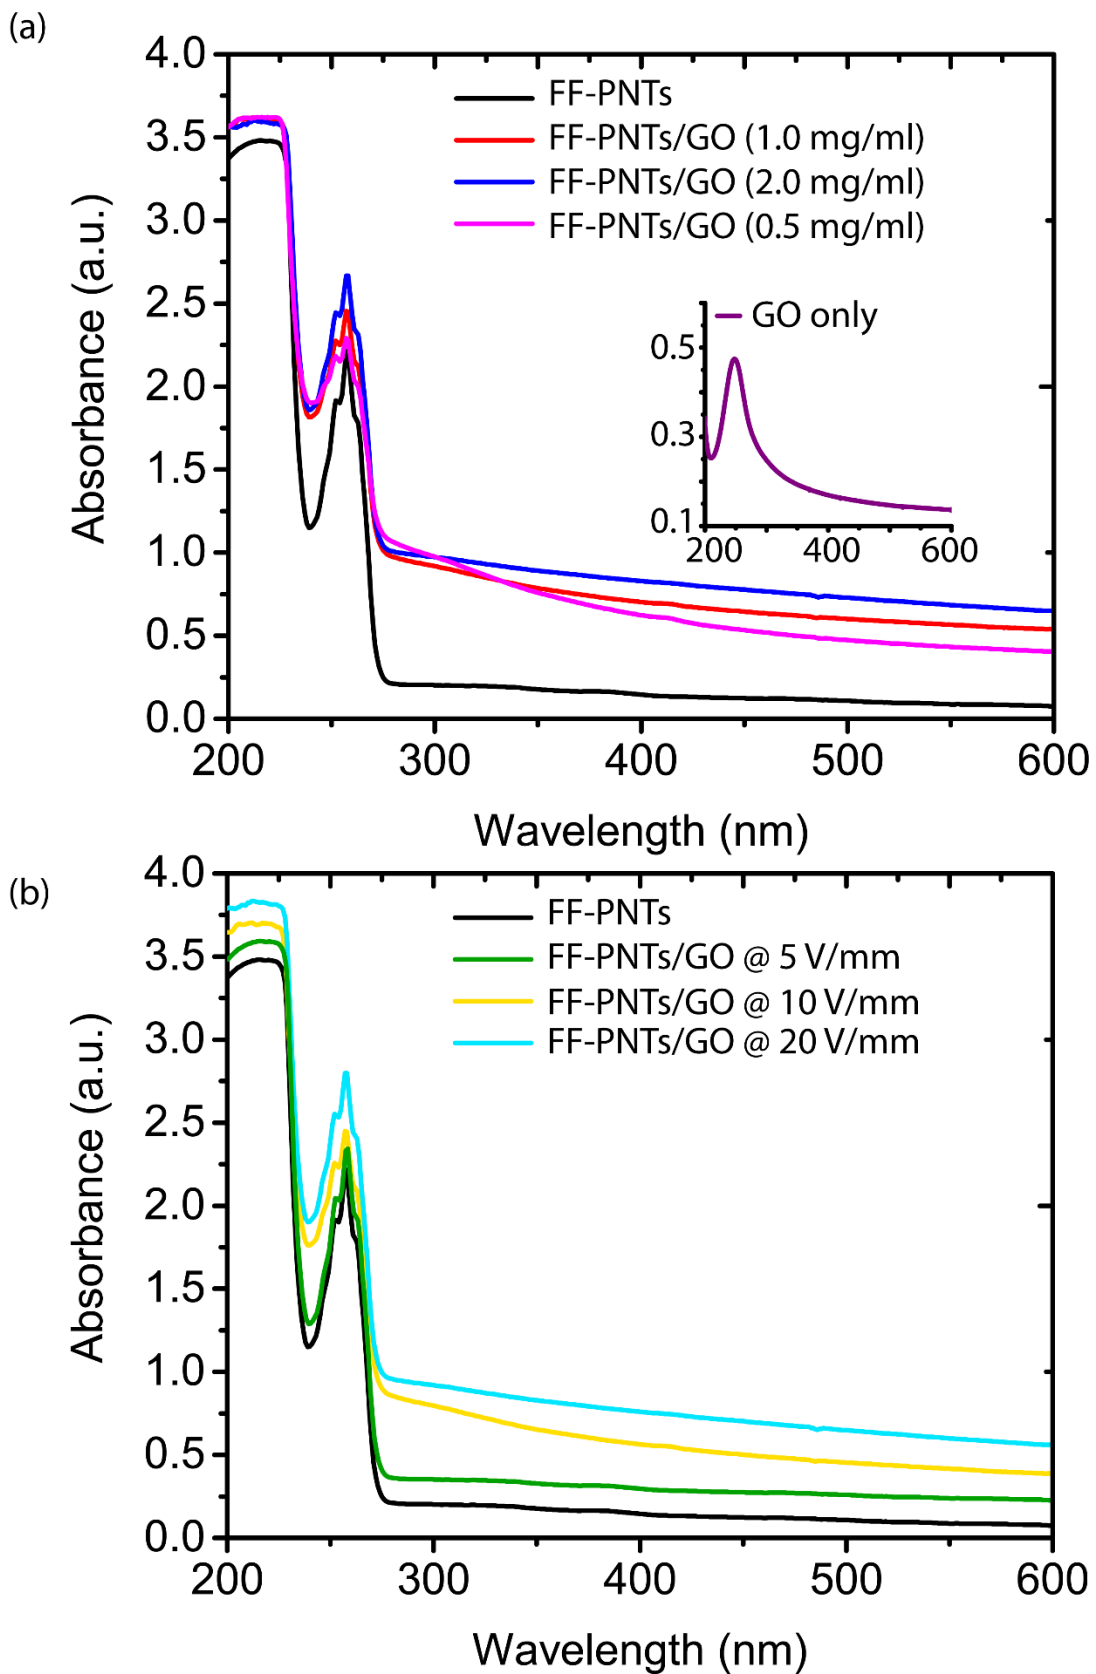 (a)
4.0
3.5
3.0
2.5
2.0
1.5
1.0
0.5
0.0
Absorbance (a.u.)
FF-PNTs
FF-PNTs/GO (1.0 mg/ml)
FF-PNTs/GO (2.0 mg/ml)
FF-PNTs/GO (0.5 mg/ml)
GO only
0.5
0.3
0.1
200 400 600
200 300 400 500 600
Wavelength (nm)
(b)
4.0
3.5
3.0
2.5
2.0
1.5
1.0
0.5
0.0
Absorbance (a.u.)
FF-PNTs
FF-PNTs/GO @ 5 V/mm
FF-PNTs/GO @ 10 V/mm
FF-PNTs/GO @ 20 V/mm
200 300 400 500 600
Wavelength (nm)